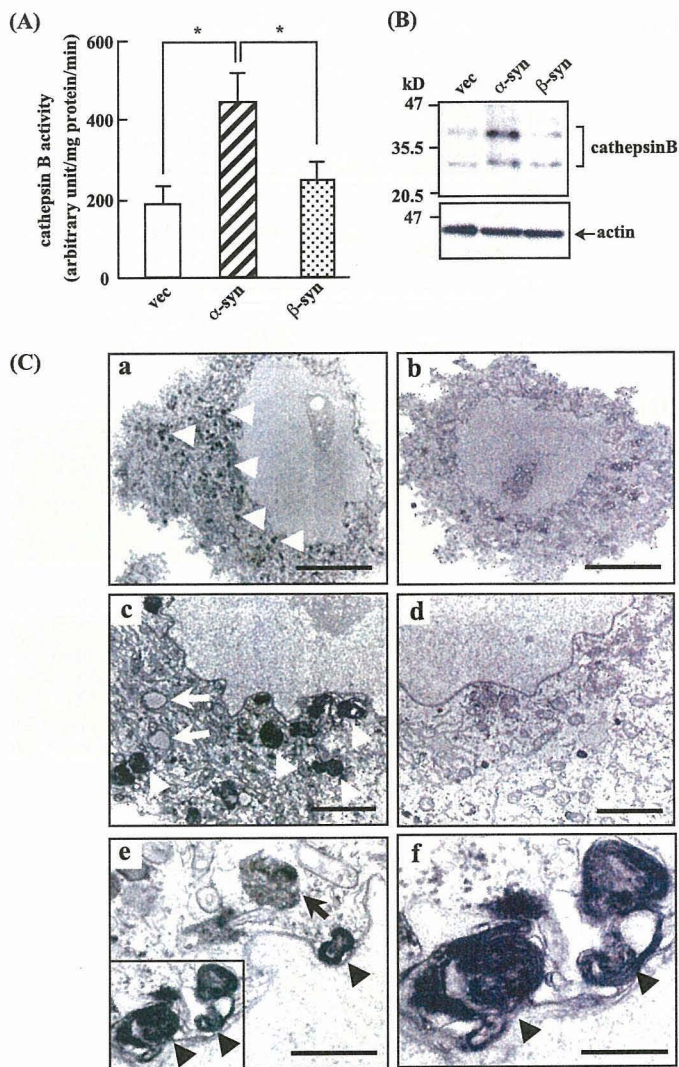 (A)
*
*
600
400
200
0
cathepsin B activity
(arbitrary unit/mg protein/min)
vec
α-syn
β-syn
(B)
kD
vec
α-syn
β-syn
47
35.5
20.5
cathepsinB
47
actin
(C)
a
b
c
d
e
f